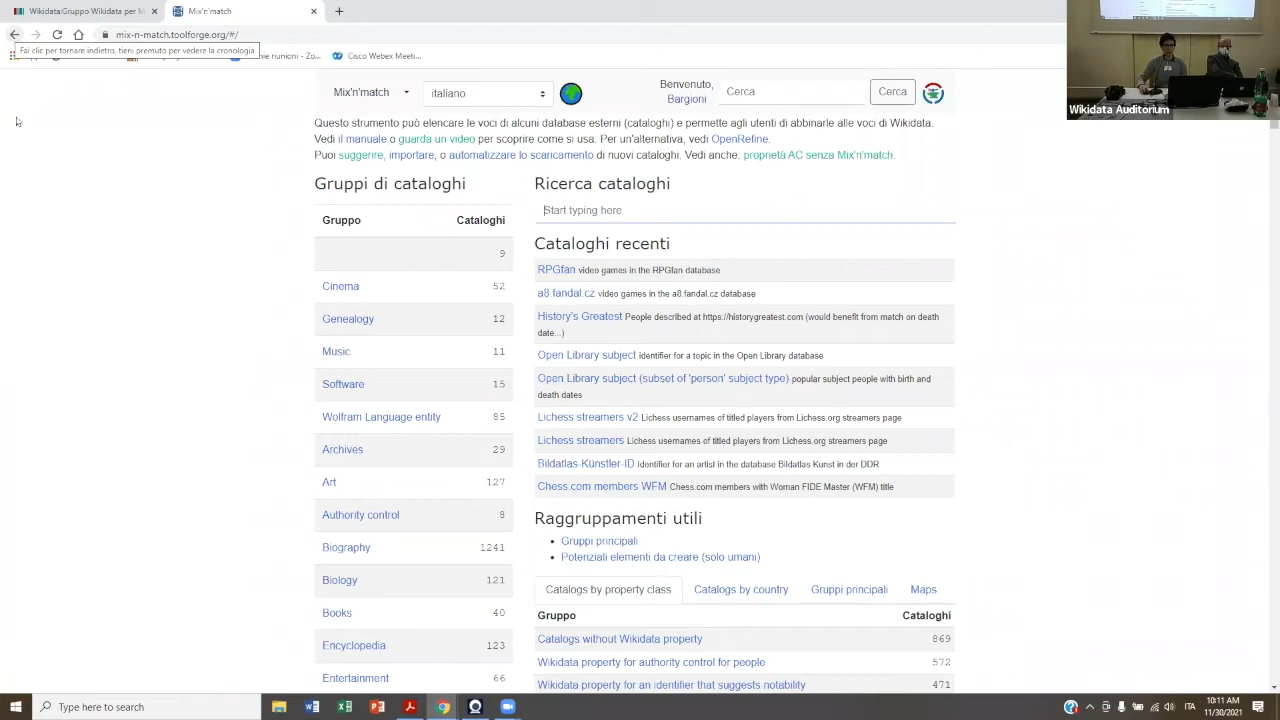 Wikidata:Gruppo Wikidata per M
Mix'n'match
mix-n-match.toolforge.org/#/
Fai clic per tornare indietro, tieni premuto per vedere la cronologia
riunioni - Zo...
Cisco Webex Meeti...
Mix'n'match
italiano
Benvenuto,
Bargioni
Cerca
Cerca
Wikidata Auditorium
Questo strumento può elencare voci di alcuni database esterni (cataloghi) e permette agli utenti di abbinarle alle voci di Wikidata.
Vedi il manuale o guarda un video per scoprire come si usa. Per un'alternativa, vedi OpenRefine.
Puoi suggerire, importare, o automatizzare lo scaricamento di nuovi cataloghi. Vedi anche: proprietà AC senza Mix'n'match.
Gruppi di cataloghi
Gruppo Cataloghi
9
Cinema 52
Genealogy 12
Music 11
Software 15
Wolfram Language entity 85
Archives 29
Art 127
Authority control 8
Biography 1241
Biology 121
Books 40
Encyclopedia 123
Entertainment 66
Ricerca cataloghi
Start typing here
Cataloghi recenti
RPGfan video games in the RPGfan database
a8.fandal.cz video games in the a8.fandal.cz database
History's Greatest People described at https://historygreatest.com (would benefit from match on death
date...)
Open Library subject identifier for a topic in the Open Library database
Open Library subject (subset of 'person' subject type) popular subject people with birth and
death dates
Lichess streamers v2 Lichess usernames of titled players from Lichess.org streamers page
Lichess streamers Lichess usernames of titled players from Lichess.org streamers page
Bildatlas-Künstler-ID identifier for an artist in the database Bildatlas Kunst in der DDR
Chess.com members WFM Chess.com members with Woman FIDE Master (WFM) title
Raggruppamenti utili
Gruppi principali
Potenziali elementi da creare (solo umani)
Catalogs by property class
Catalogs by country
Gruppi principali
Maps
Gruppo Cataloghi
Catalogs without Wikidata property 869
Wikidata property for authority control for people 572
Wikidata property for an identifier that suggests notability 471
Type here to search
ITA
10:11 AM
11/30/2021